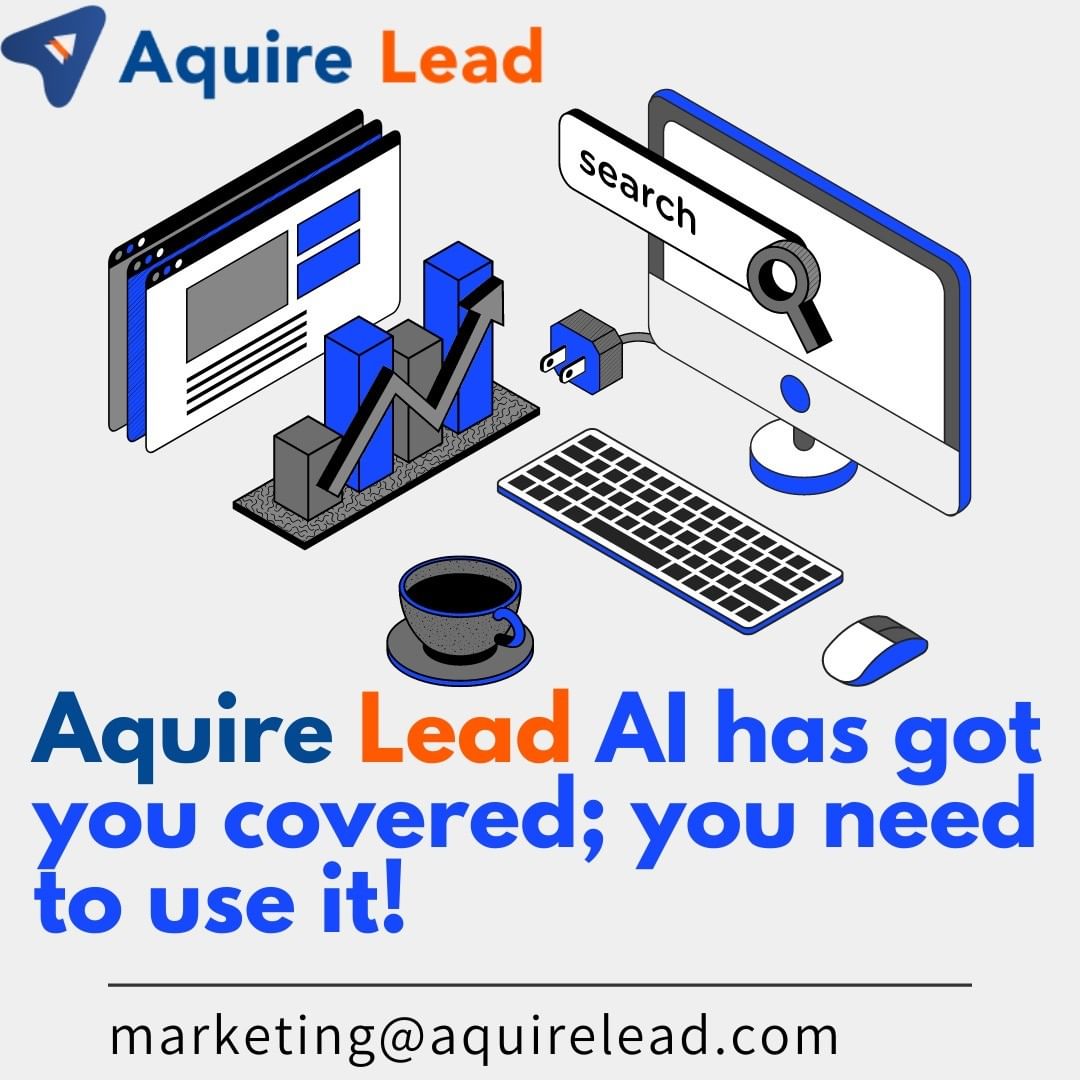 Aquire Lead
search
Aquire Lead AI has got
you covered; you need
to use it!
marketing@aquirelead.com